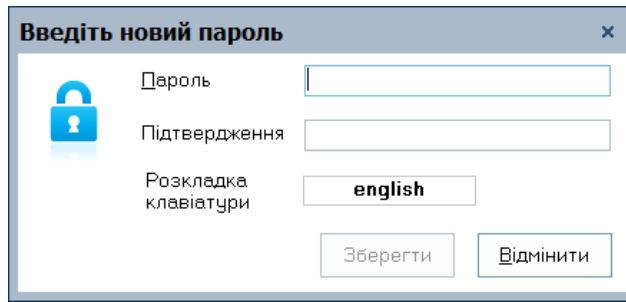 Введіть новий пароль ×
Пароль
Підтвердження
Розкладка
клавіатури
english
Зберегти Відмінити